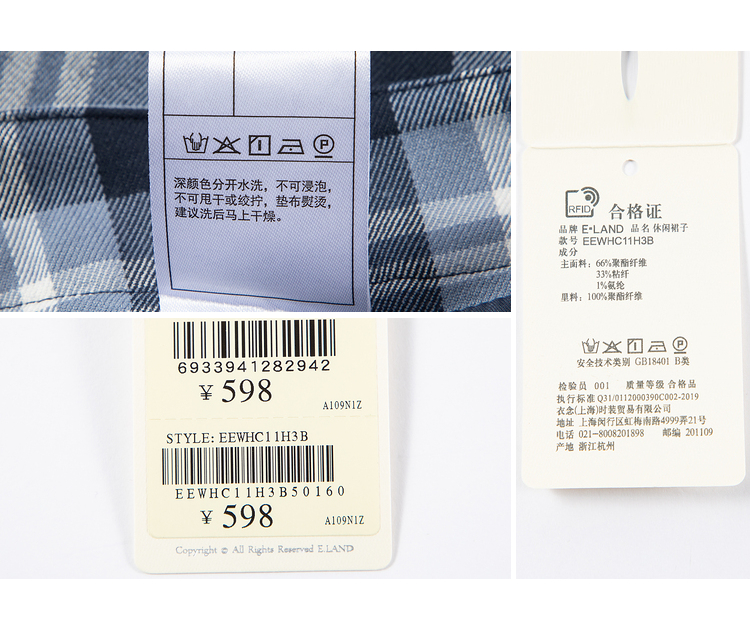 P
深颜色分开水洗，不可浸泡，
不可甩干或绞拧，垫布熨烫，
建议洗后马上干燥。
6933941282942
¥ 598
A109N1Z
STYLE: EEWHC11H3B
EEWHC11H3B50160
¥ 598
A109N1Z
Copyright © All Rights Reserved E.LAND
RFID 合格证
品牌 E•LAND 品名 休闲裙子
款号 EEWHC11H3B
成分
主面料：66%聚酯纤维
33%粘纤
1%氨纶
里料：100%聚酯纤维
P
安全技术类别 GB18401 B类
检验员 001 质量等级 合格品
执行标准 Q31/0112000390C002-2019
衣念(上海)时装贸易有限公司
地址 上海闵行区虹梅南路4999弄21号
电话 021-8008201898 邮编 201109
产地 浙江杭州